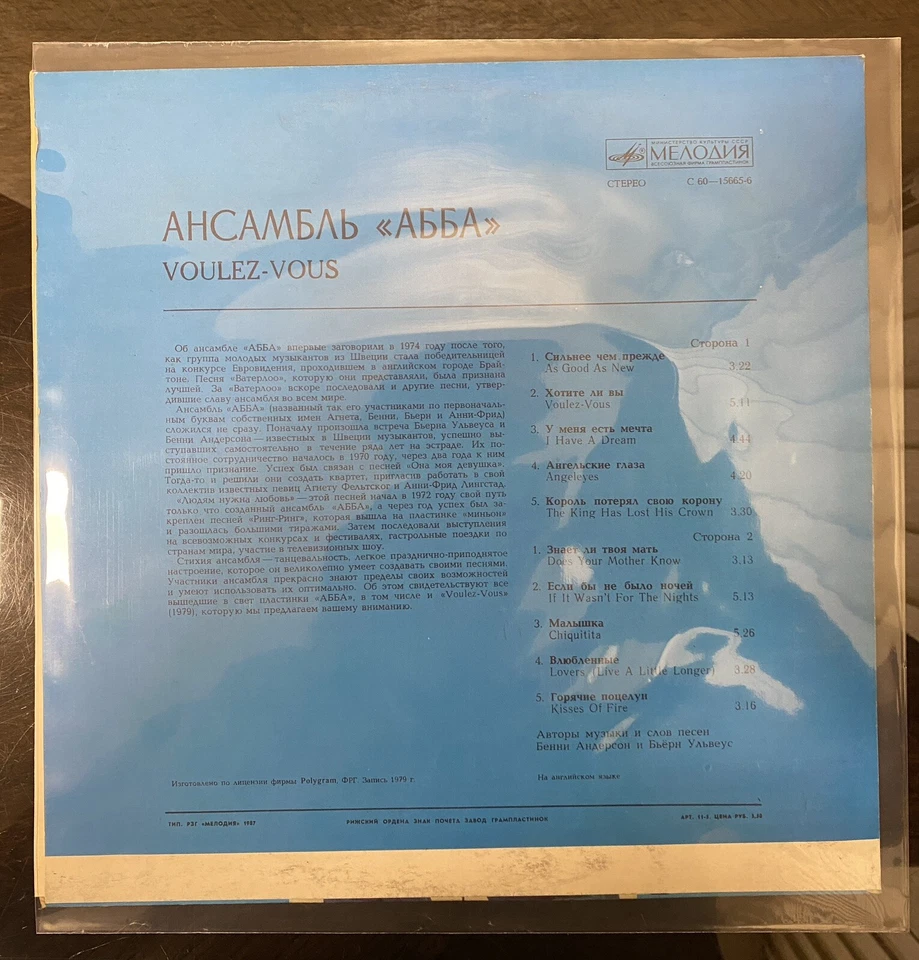 МИНИСТЕРСТВО КУЛЬТУРЫ СССР
МЕЛОДИЯ
ВСЕСОЮЗНАЯ ФИРМА ГРАМПЛАСТИНОК
СТЕРЕО С 60—15665-6
АНСАМБЛЬ «АББА»
VOULEZ-VOUS
Об ансамбле «АББА» впервые заговорили в 1974 году после того,
как группа молодых музыкантов из Швеции стала победительницей
на конкурсе Евровидения, проходившем в английском городе Брай-
тоне. Песня «Ватерлоо», которую они представляли, была признана
лучшей. За «Ватерлоо» вскоре последовали и другие песни, утвер-
дившие славу ансамбля во всем мире.
Ансамбль «АББА» (названный так его участниками по первоначаль-
ным буквам собственных имен Агнета, Бенни, Бьерн и Анни-Фрид)
сложился не сразу. Поначалу произошла встреча Бьерна Ульвеуса и
Бенни Андерсона — известных в Швеции музыкантов, успешно вы-
ступавших самостоятельно в течение ряда лет на эстраде. Их по-
стоянное сотрудничество началось в 1970 году, через два года к ним
пришло признание. Успех был связан с песней «Она моя девушка».
Тогда-то и решили они создать квартет, пригласив работать в свой
коллектив известных певиц Агнету Фельтског и Анни-Фрид Лингстад.
«Людям нужна любовь» — этой песней начал в 1972 году свой путь
только что созданный ансамбль «АББА», а через год успех был за-
креплен песней «Ринг-Ринг», которая вышла на пластинке «миньон»
и разошлась большими тиражами. Затем последовали выступления
на всевозможных конкурсах и фестивалях, гастрольные поездки по
странам мира, участие в телевизионных шоу.
Стихия ансамбля — танцевальность, легкое празднично-приподнятое
настроение, которое он великолепно умеет создавать своими песнями.
Участники ансамбля прекрасно знают пределы своих возможностей
и умеют использовать их оптимально. Об этом свидетельствуют все
вышедшие в свет пластинки «АББА», в том числе и «Voulez-Vous»
(1979), которую мы предлагаем вашему вниманию.
Сторона 1
1. Сильнее чем прежде
As Good As New 3.22
2. Хотите ли вы
Voulez-Vous 5.11
3. У меня есть мечта
I Have A Dream 4.44
4. Ангельские глаза
Angeleyes 4.20
5. Король потерял свою корону
The King Has Lost His Crown 3.30
Сторона 2
1. Знает ли твоя мать
Does Your Mother Know 3.13
2. Если бы не было ночей
If It Wasn't For The Nights 5.13
3. Малышка
Chiquitita 5.26
4. Влюбленные
Lovers (Live A Little Longer) 3.28
5. Горячие поцелуи
Kisses Of Fire 3.16
Авторы музыки и слов песен
Бенни Андерсон и Бьёрн Ульвеус
Изготовлено по лицензии фирмы Polygram, ФРГ Запись 1979 г.
На английском языке
ТИП. РЗГ «МЕЛОДИЯ» 1987 РИЖСКИЙ ОРДЕНА ЗНАК ПОЧЕТА ЗАВОД ГРАМПЛАСТИНОК АРТ. 11-2. ЦЕНА РУБ.